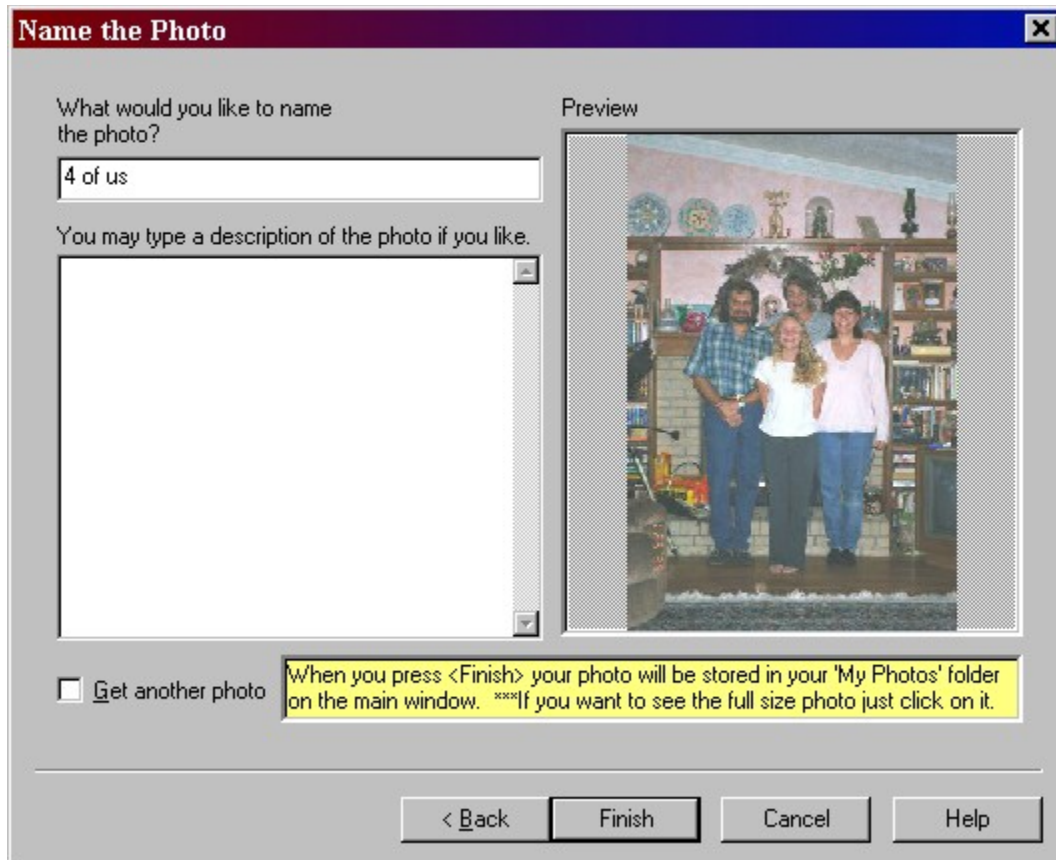 Name the Photo
What would you like to name
the photo?
4 of us
You may type a description of the photo if you like.
Preview
Get another photo
When you press <Finish> your photo will be stored in your 'My Photos' folder
on the main window.   ***If you want to see the full size photo just click on it.
< Back
Finish
Cancel
Help